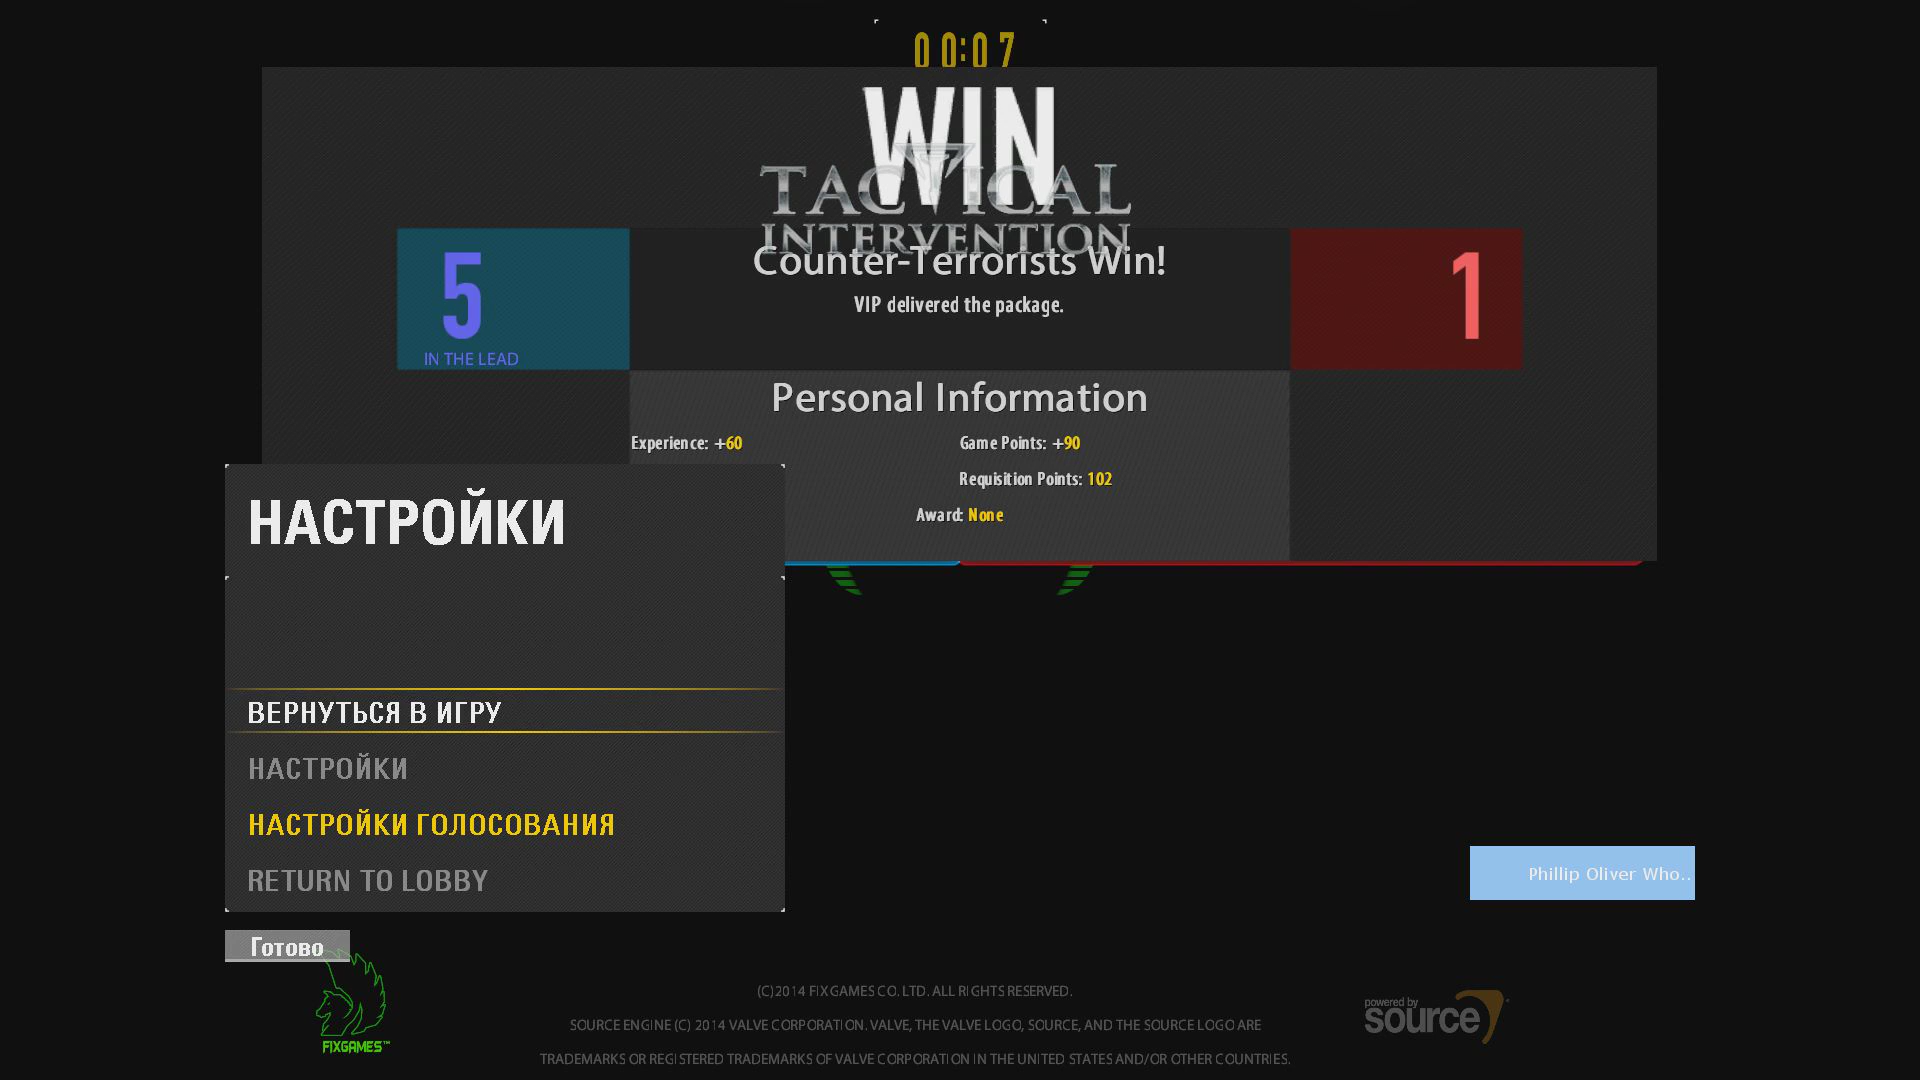 00:07
WIN
TACTICAL
INTERVENTION
5
IN THE LEAD
Counter-Terrorists Win!
VIP delivered the package.
1
Personal Information
Experience: +60
Game Points: +90
Requisition Points: 102
Award: None
НАСТРОЙКИ
ВЕРНУТЬСЯ В ИГРУ
НАСТРОЙКИ
НАСТРОЙКИ ГОЛОСОВАНИЯ
RETURN TO LOBBY
Phillip Oliver Who..
Готово
FIXGAMES™
(C)2014 FIXGAMES CO. LTD. ALL RIGHTS RESERVED.
SOURCE ENGINE (C) 2014 VALVE CORPORATION. VALVE, THE VALVE LOGO, SOURCE, AND THE SOURCE LOGO ARE
TRADEMARKS OR REGISTERED TRADEMARKS OF VALVE CORPORATION IN THE UNITED STATES AND/OR OTHER COUNTRIES.
powered by
source